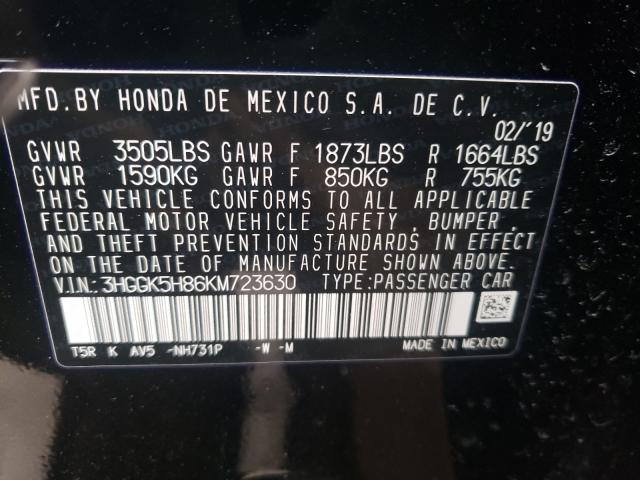 MFD.BY HONDA DE MEXICO S.A. DE C.V.
02/'19
GVWR 3505LBS GAWR F 1873LBS R 1664LBS
GVWR 1590KG GAWR F 850KG R 755KG
THIS VEHICLE CONFORMS TO ALL APPLICABLE
FEDERAL MOTOR VEHICLE SAFETY , BUMPER ,
AND THEFT PREVENTION STANDARDS IN EFFECT
ON THE DATE OF MANUFACTURE SHOWN ABOVE.
V.I.N.:3HGGK5H86KM723630 TYPE:PASSENGER CAR
T5R K AV5 -NH731P -W -M MADE IN MEXICO